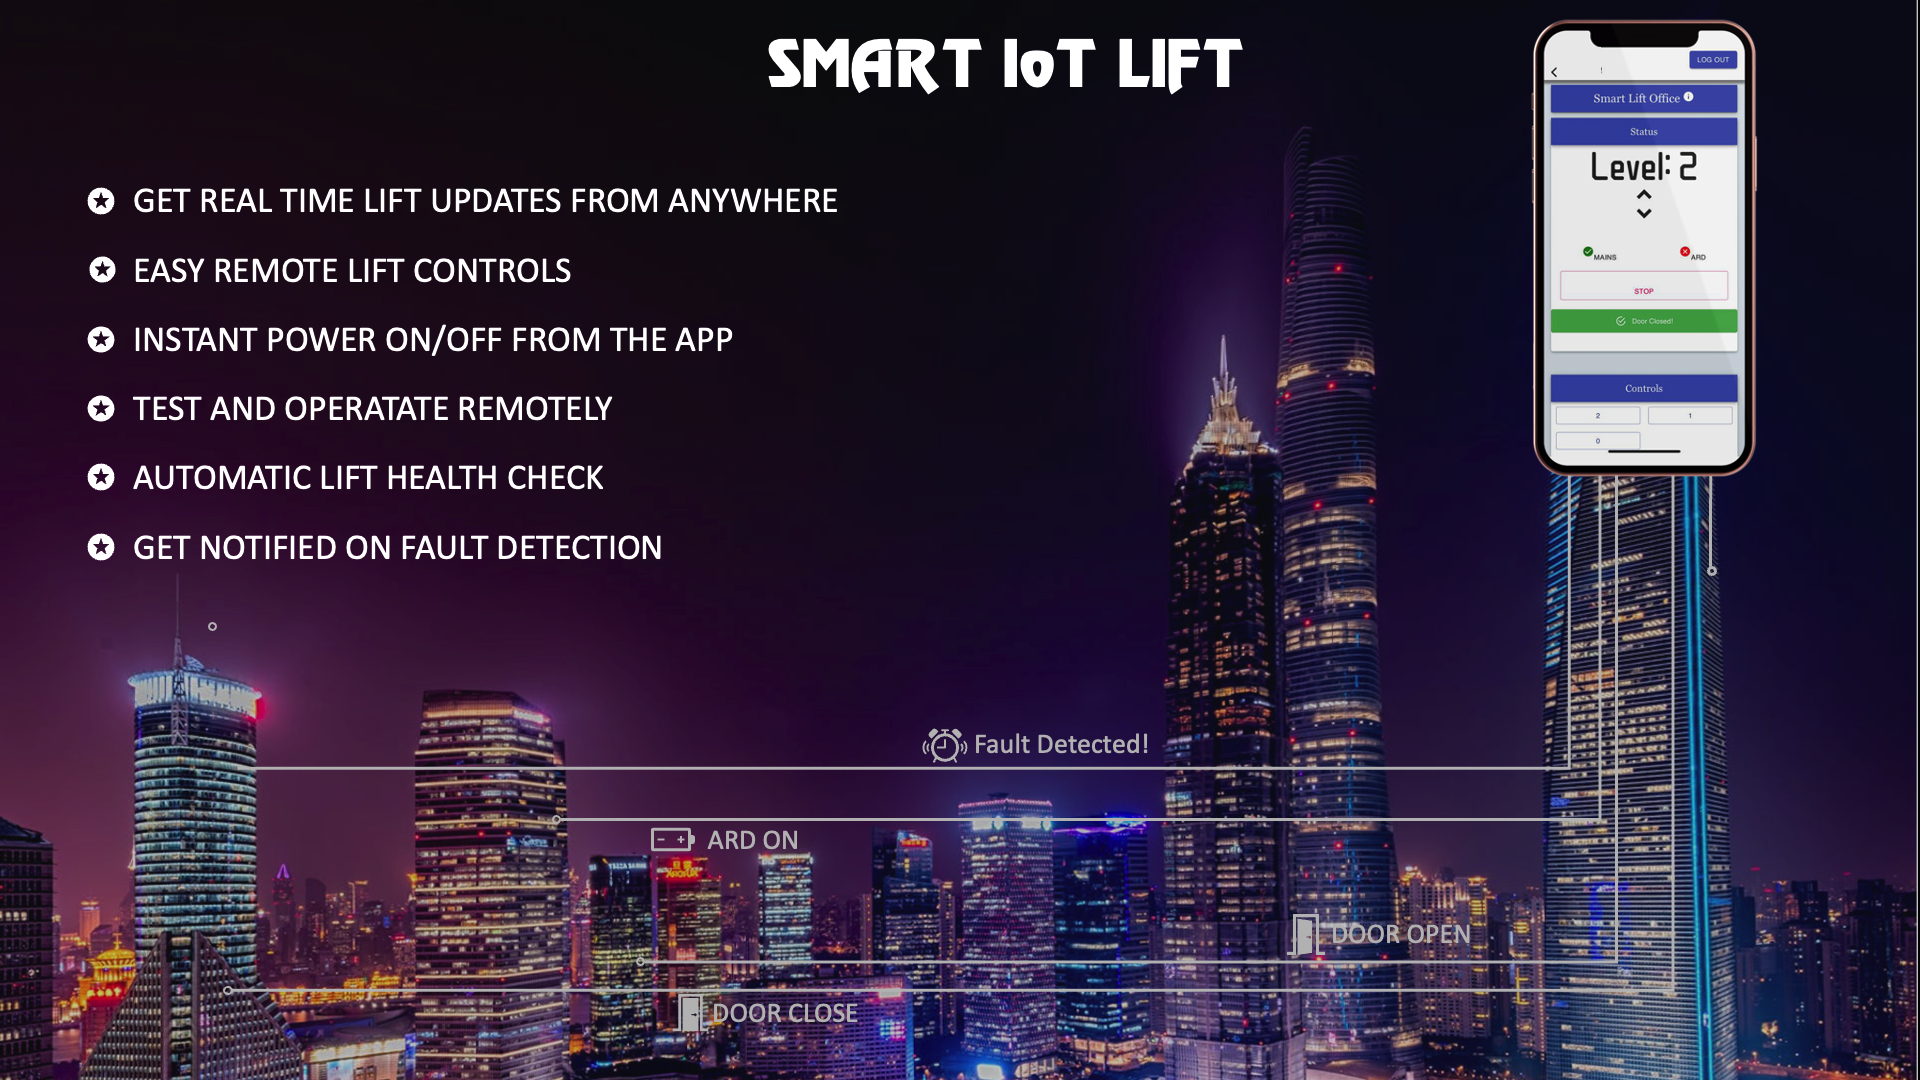 SMART IoT LIFT
GET REAL TIME LIFT UPDATES FROM ANYWHERE
EASY REMOTE LIFT CONTROLS
INSTANT POWER ON/OFF FROM THE APP
TEST AND OPERATATE REMOTELY
AUTOMATIC LIFT HEALTH CHECK
GET NOTIFIED ON FAULT DETECTION
LOG OUT
!
Smart Lift Office
Status
Level: 2
MAINS ARD
STOP
Door Closed!
Controls
2 1
0
Fault Detected!
ARD ON
DOOR OPEN
DOOR CLOSE